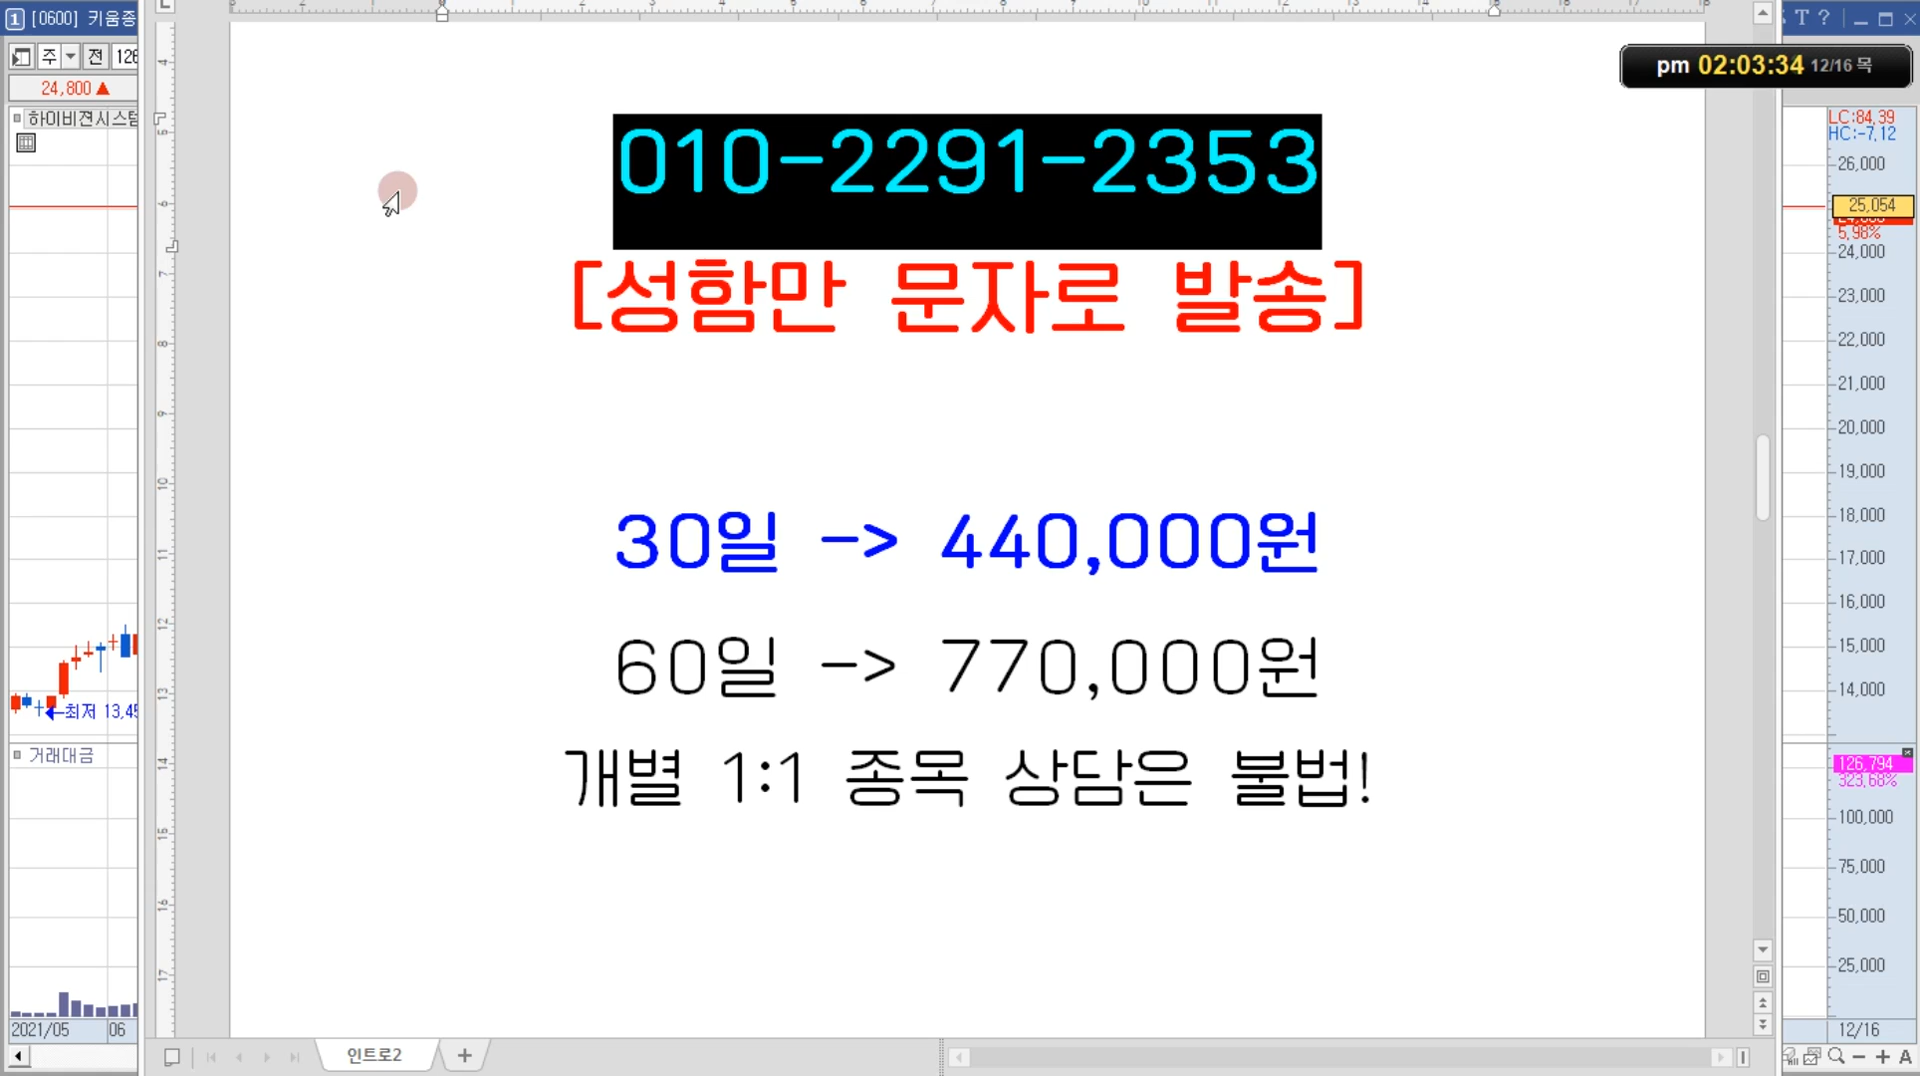 1 [0600] 키움증
T ?
주 전 126
24,800▲
pm 02:03:34 12/16 목
하이비젼시스템
010-2291-2353
[성함만 문자로 발송]
30일 -> 440,000원
60일 -> 770,000원
개별 1:1 종목 상담은 불법!
LC:84,39
HC:-7,12
26,000
25,054
5,98%
24,000
23,000
22,000
21,000
20,000
19,000
18,000
17,000
16,000
15,000
14,000
←최저 13,45
거래대금
126,794
323,68%
100,000
75,000
50,000
25,000
2021/05 06
12/16
인트로2 +
A